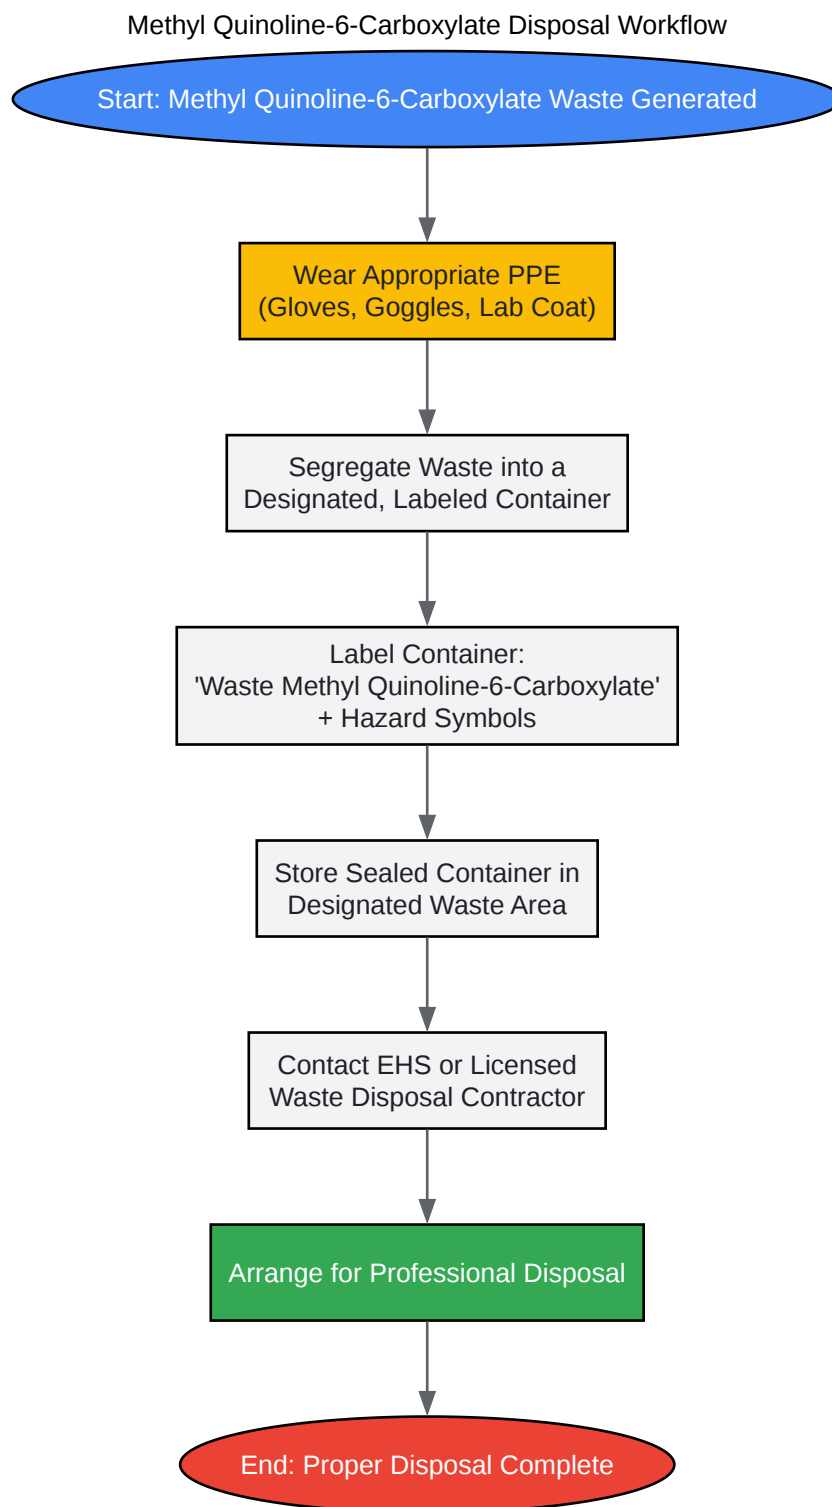 Methyl Quinoline-6-Carboxylate Disposal Workflow
Start: Methyl Quinoline-6-Carboxylate Waste Generated
Wear Appropriate PPE
(Gloves, Goggles, Lab Coat)
Segregate Waste into a
Designated, Labeled Container
Label Container:
'Waste Methyl Quinoline-6-Carboxylate'
+ Hazard Symbols
Store Sealed Container in
Designated Waste Area
Contact EHS or Licensed
Waste Disposal Contractor
Arrange for Professional Disposal
End: Proper Disposal Complete